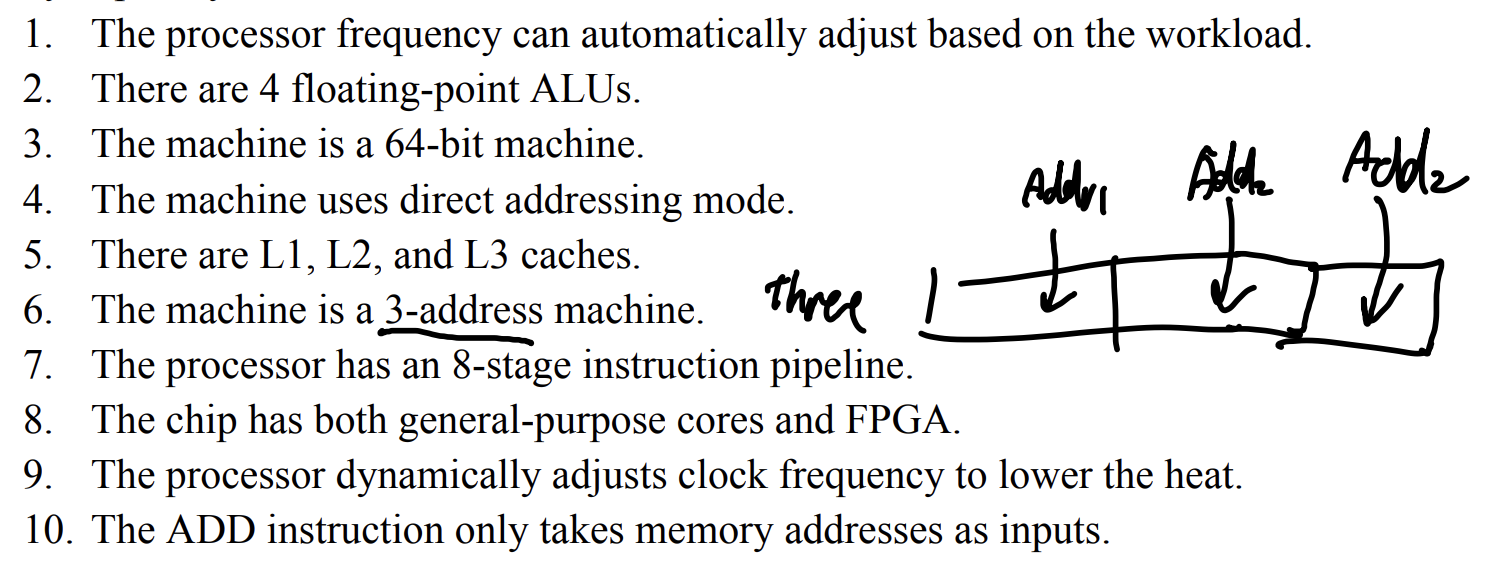 1. The processor frequency can automatically adjust based on the workload.
2. There are 4 floating-point ALUs.
3. The machine is a 64-bit machine.
4. The machine uses direct addressing mode.
5. There are L1, L2, and L3 caches.
6. The machine is a 3-address machine.
7. The processor has an 8-stage instruction pipeline.
8. The chip has both general-purpose cores and FPGA.
9. The processor dynamically adjusts clock frequency to lower the heat.
10. The ADD instruction only takes memory addresses as inputs.
Three
Addr1 Add2 Add2